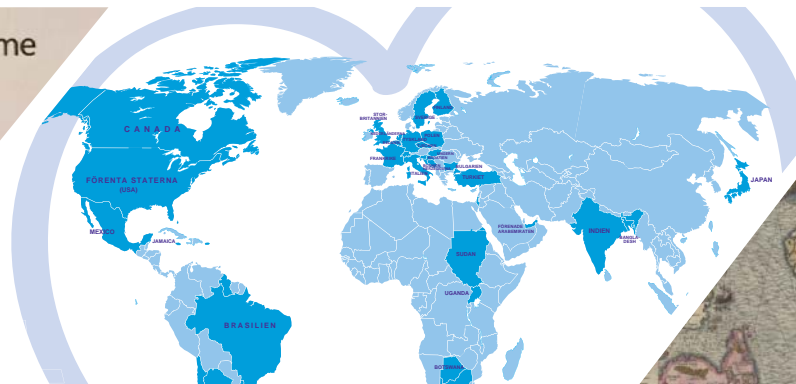 me
CANADA
FÖRENTA STATERNA
(USA)
MEXICO
JAMAICA
BRASILIEN
STOR-
BRITANNIEN
FINLAND
FRANKRIKE
ITALIEN
BULGARIEN
TURKIET
FÖRENADE
ARABEMIRATEN
SUDAN
UGANDA
BOTSWANA
INDIEN
BANGLA-
DESH
JAPAN